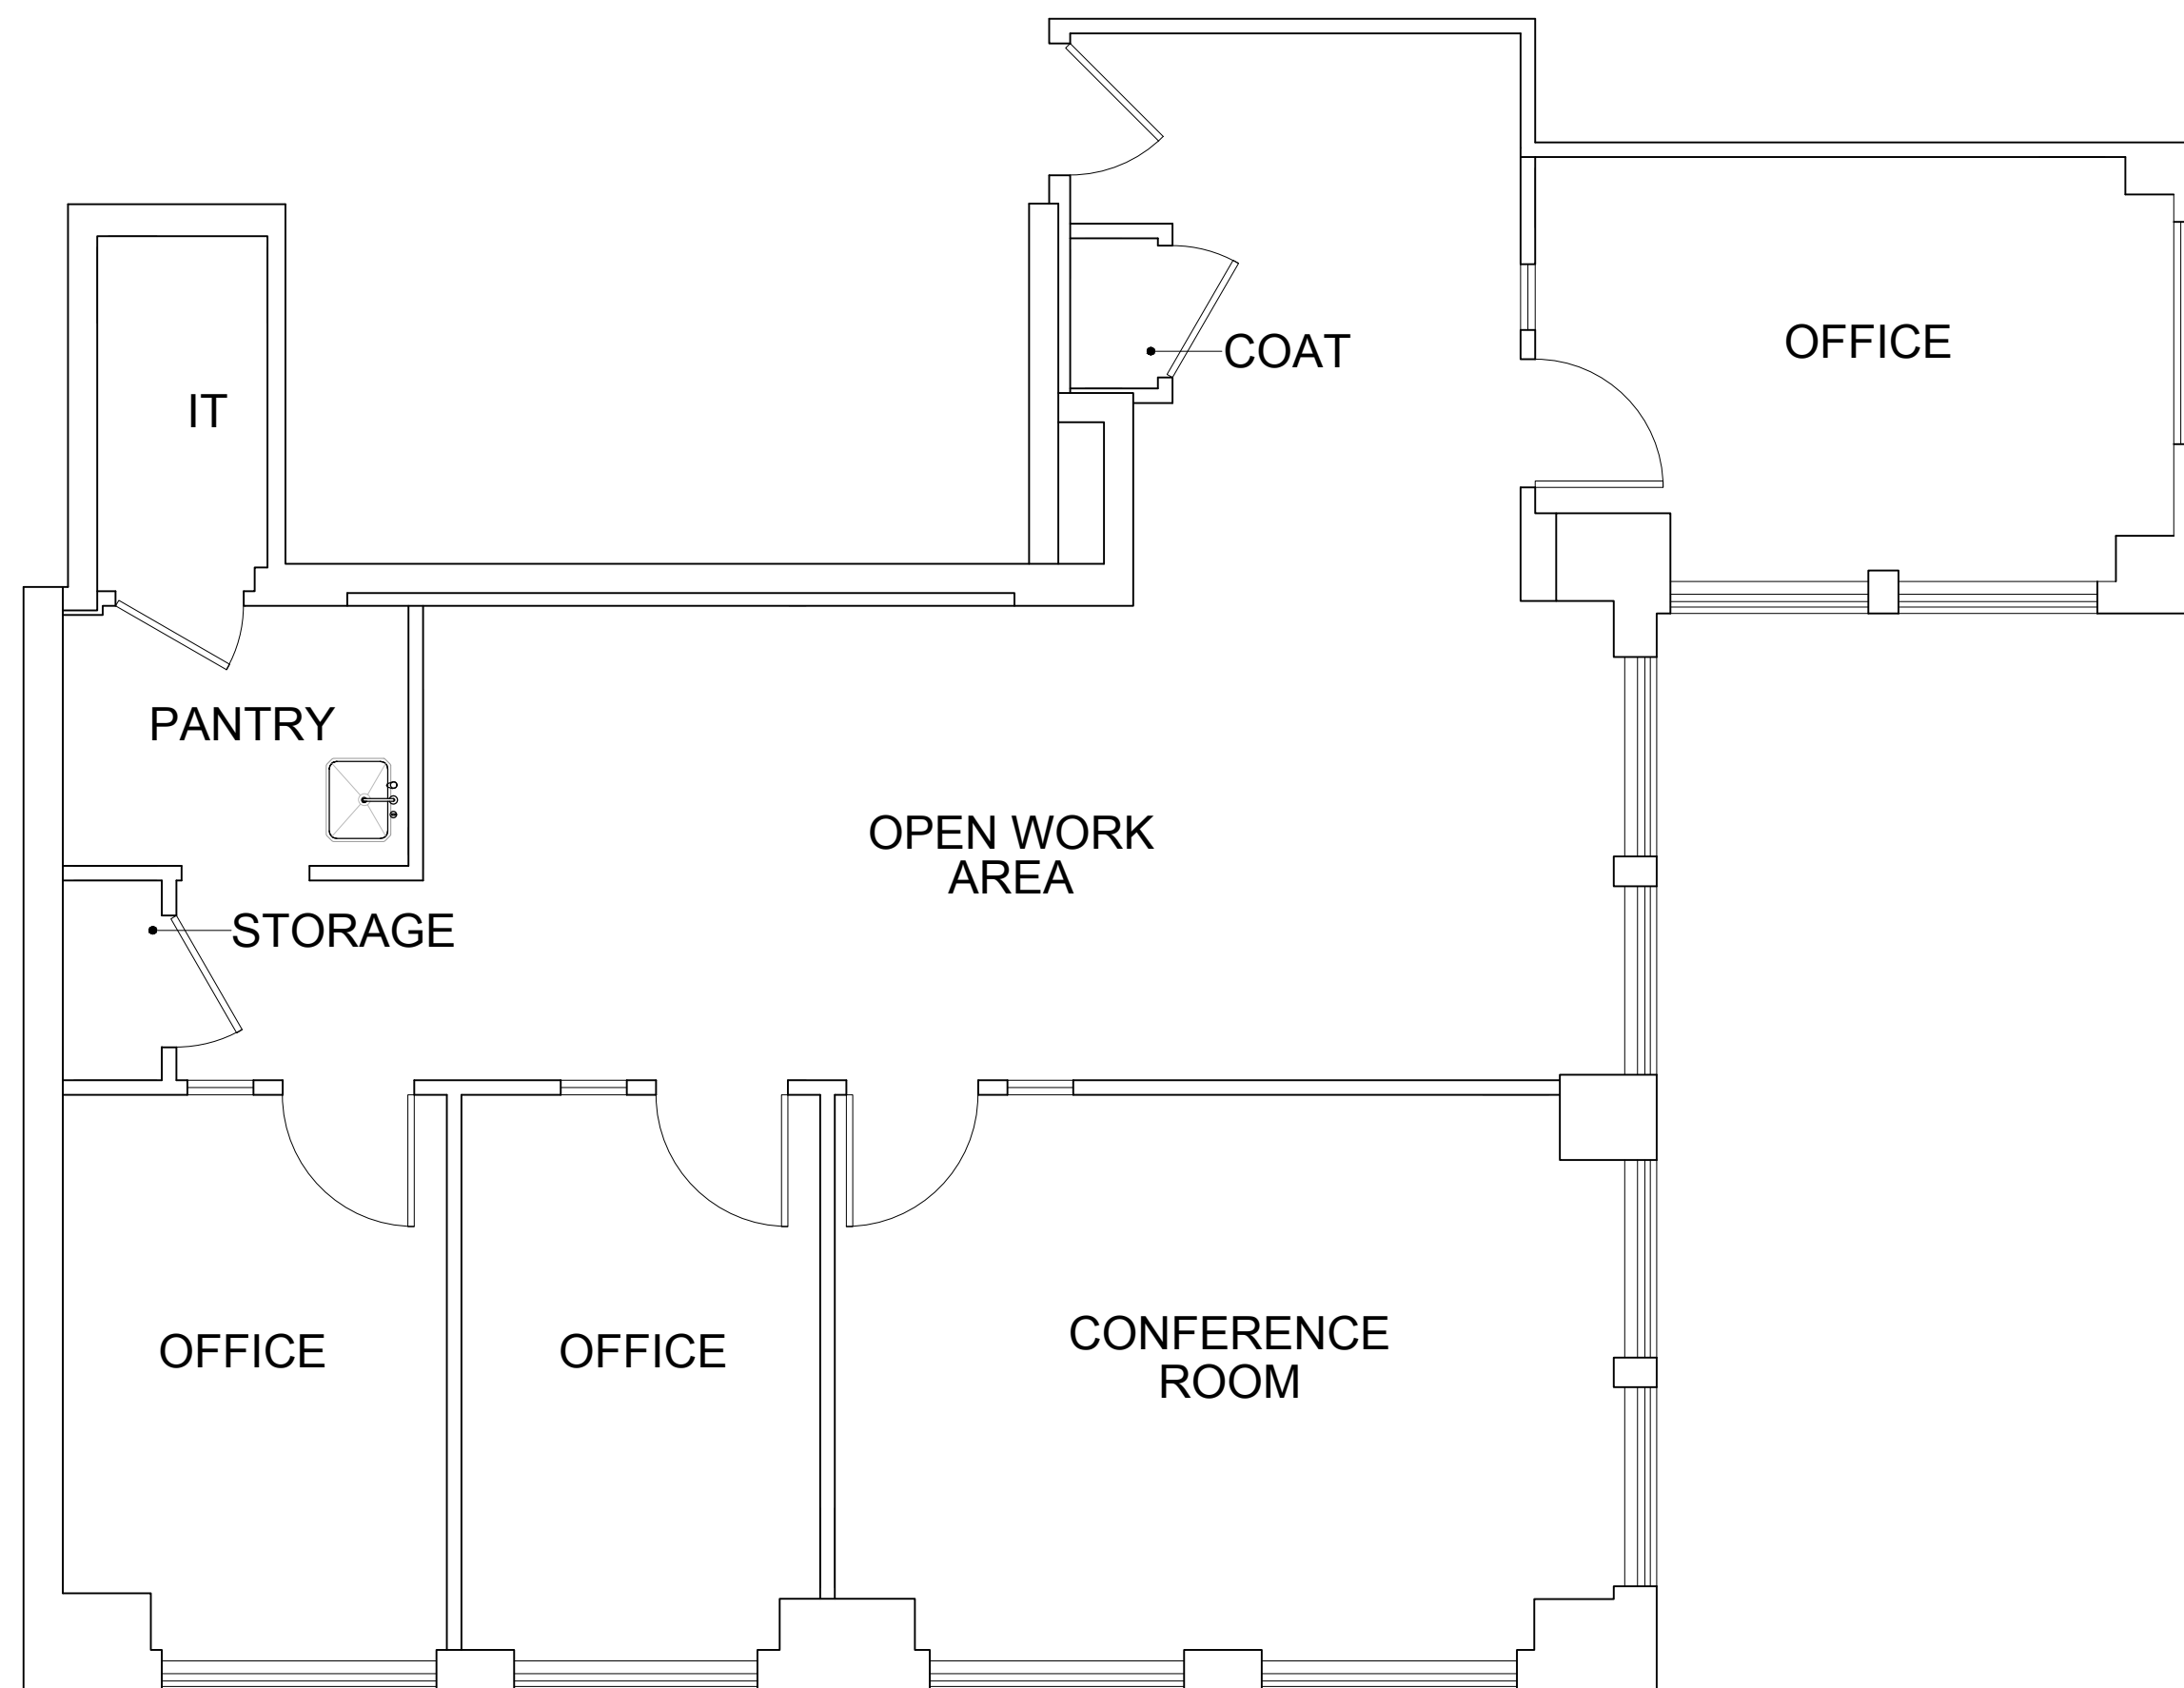 OFFICE
COAT
IT
PANTRY
OPEN WORK
AREA
STORAGE
OFFICE
OFFICE
CONFERENCE
ROOM